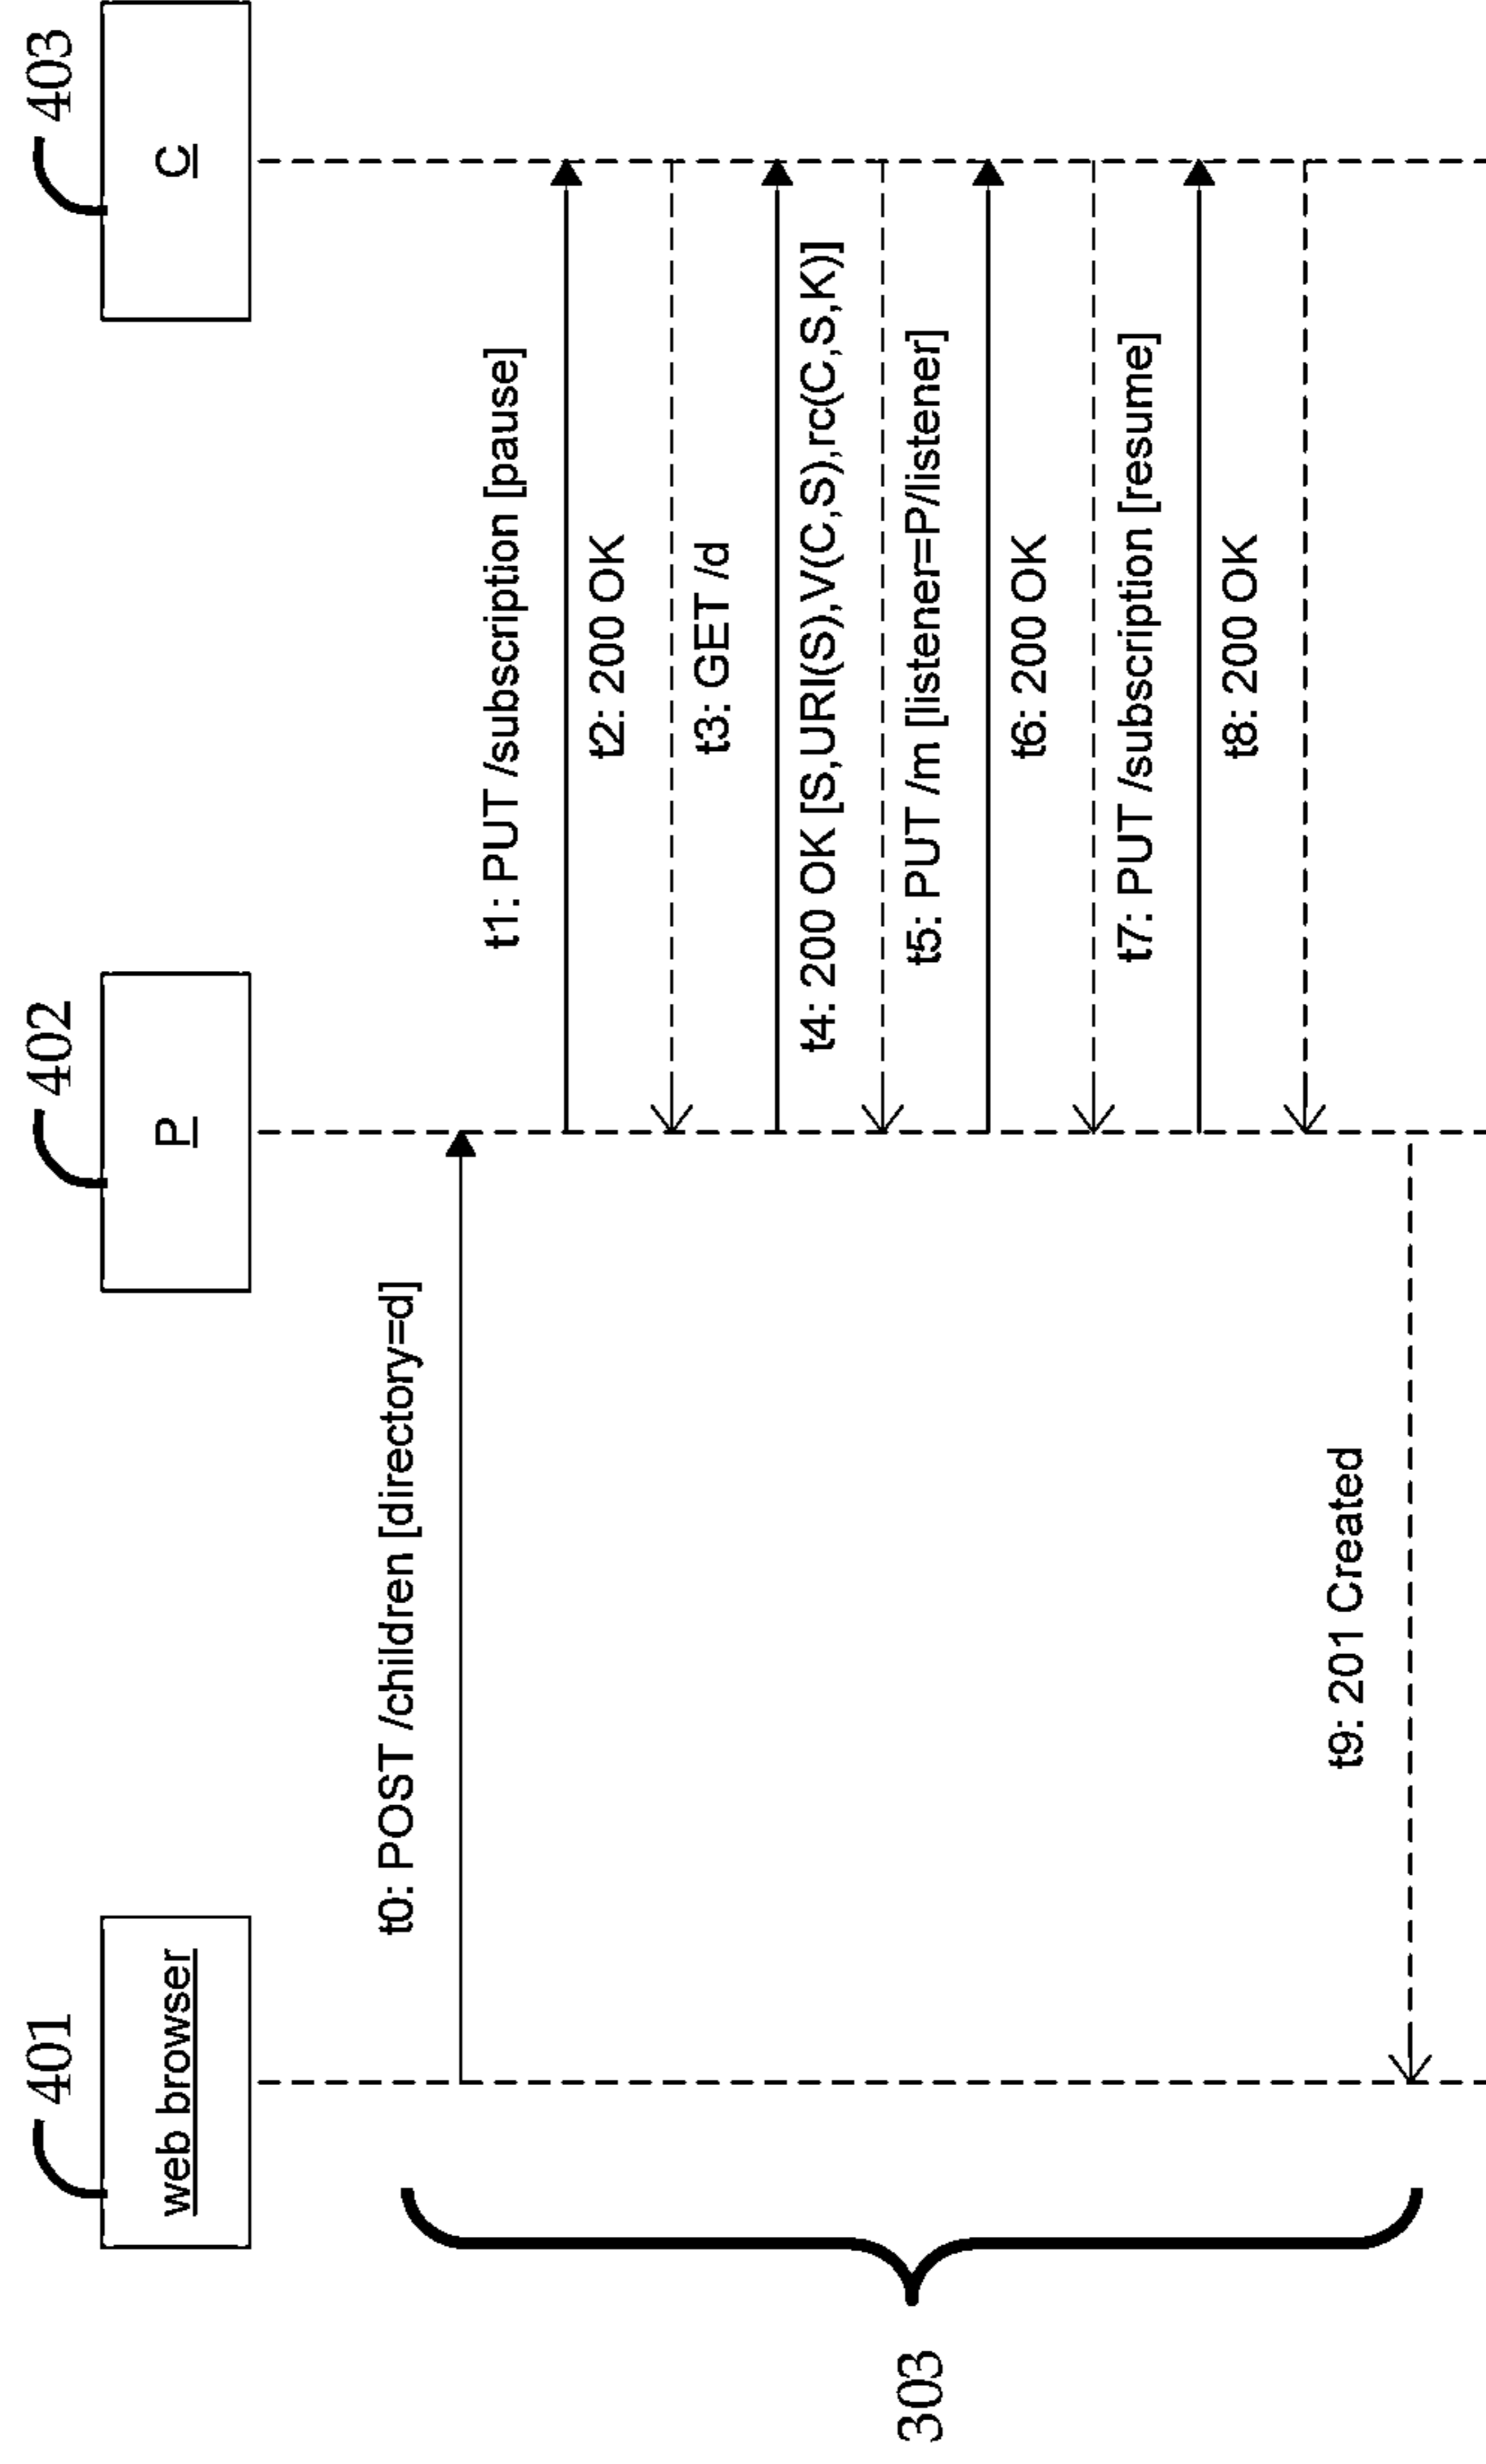 401
402
403
web browser
P
C
t0: POST /children [directory=d]
t1: PUT /subscription [pause]
t2: 200 OK
t3: GET /d
t4: 200 OK [S,URI(S),V(C,S),rc(C,S,K)]
t5: PUT /m [listener=P/listener]
t6: 200 OK
t7: PUT /subscription [resume]
t8: 200 OK
t9: 201 Created
303